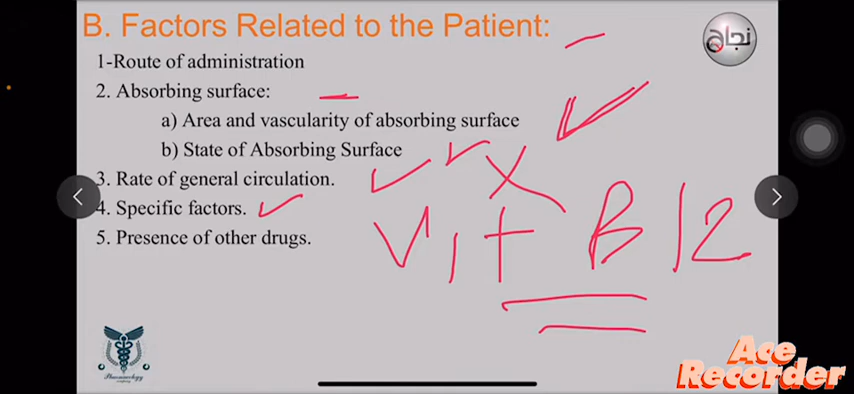 B. Factors Related to the Patient:
نجاح
1-Route of administration
2. Absorbing surface:
a) Area and vascularity of absorbing surface
b) State of Absorbing Surface
3. Rate of general circulation.
4. Specific factors.
5. Presence of other drugs.
Vit B12
Pharmacology
Ace
Recorder